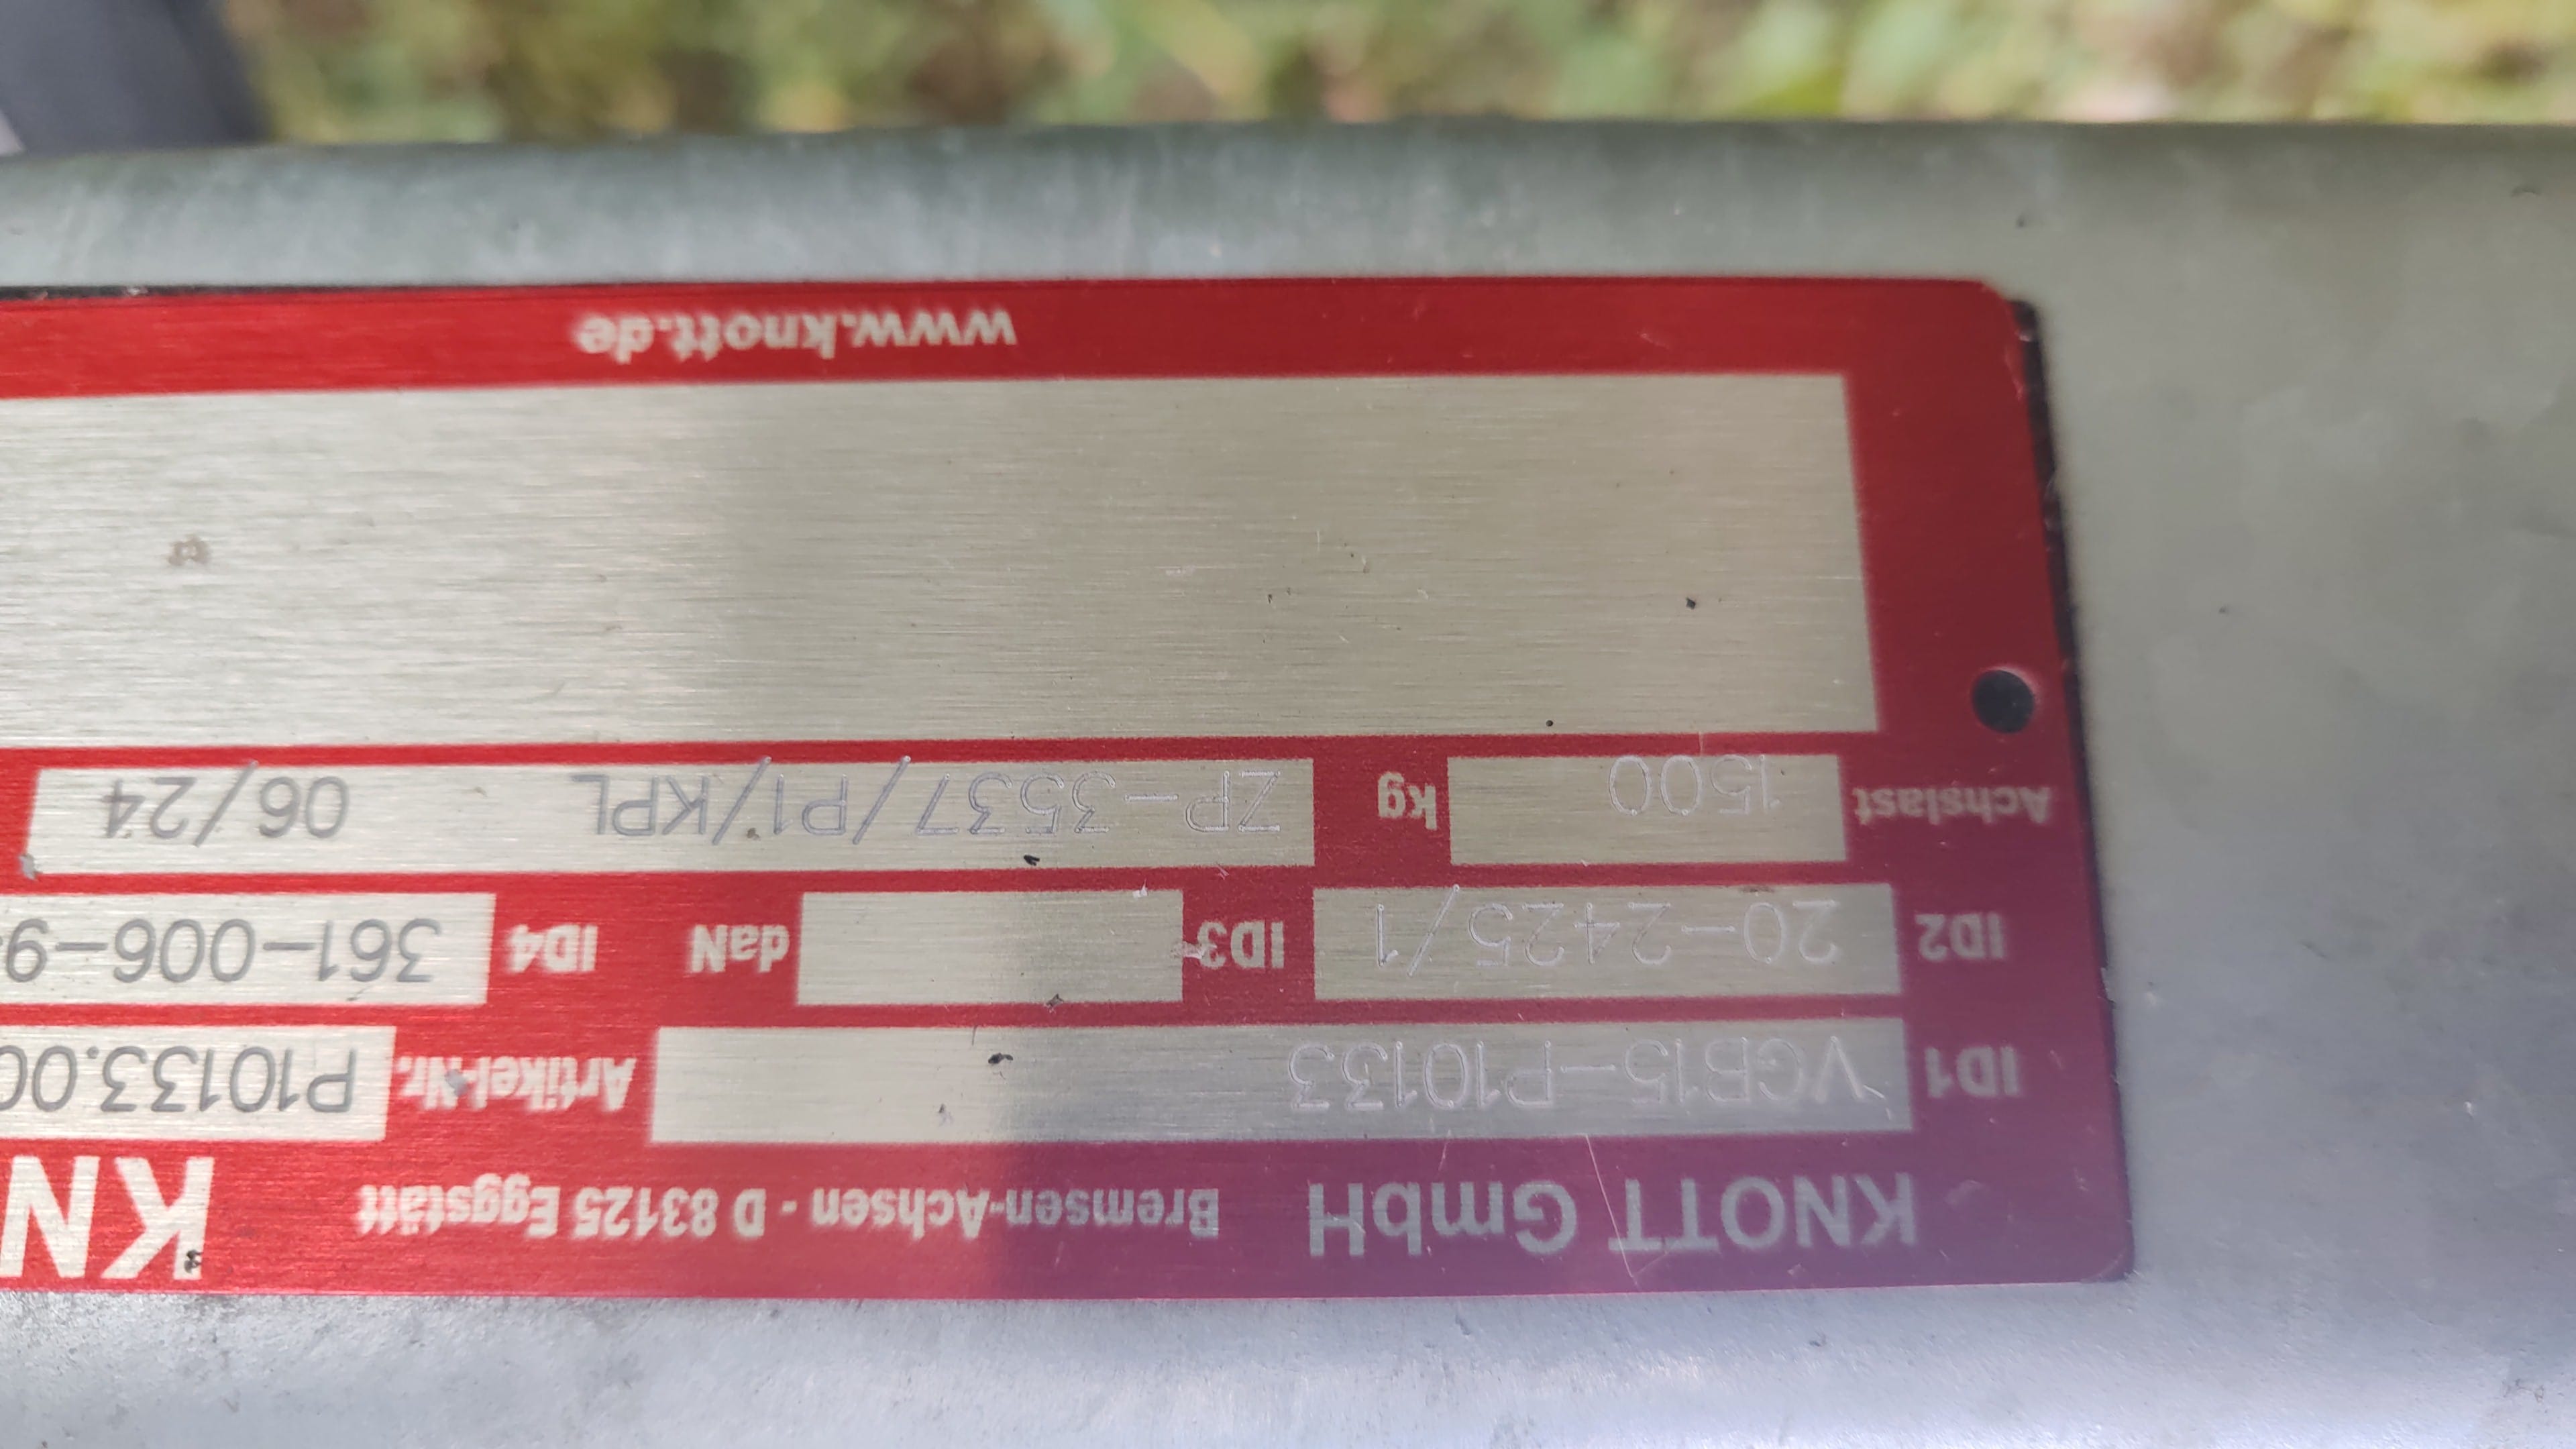 KNOTT GmbH Bremsen-Achsen - D 83125 Eggstätt KN
ID1 VGB15-P10133 Artikel-Nr. P10133.00
ID2 20-2425/1 ID3 daN ID4 361-006-9
Achslast 1500 kg ZP-3537/P1/KPL 06/24
www.knott.de